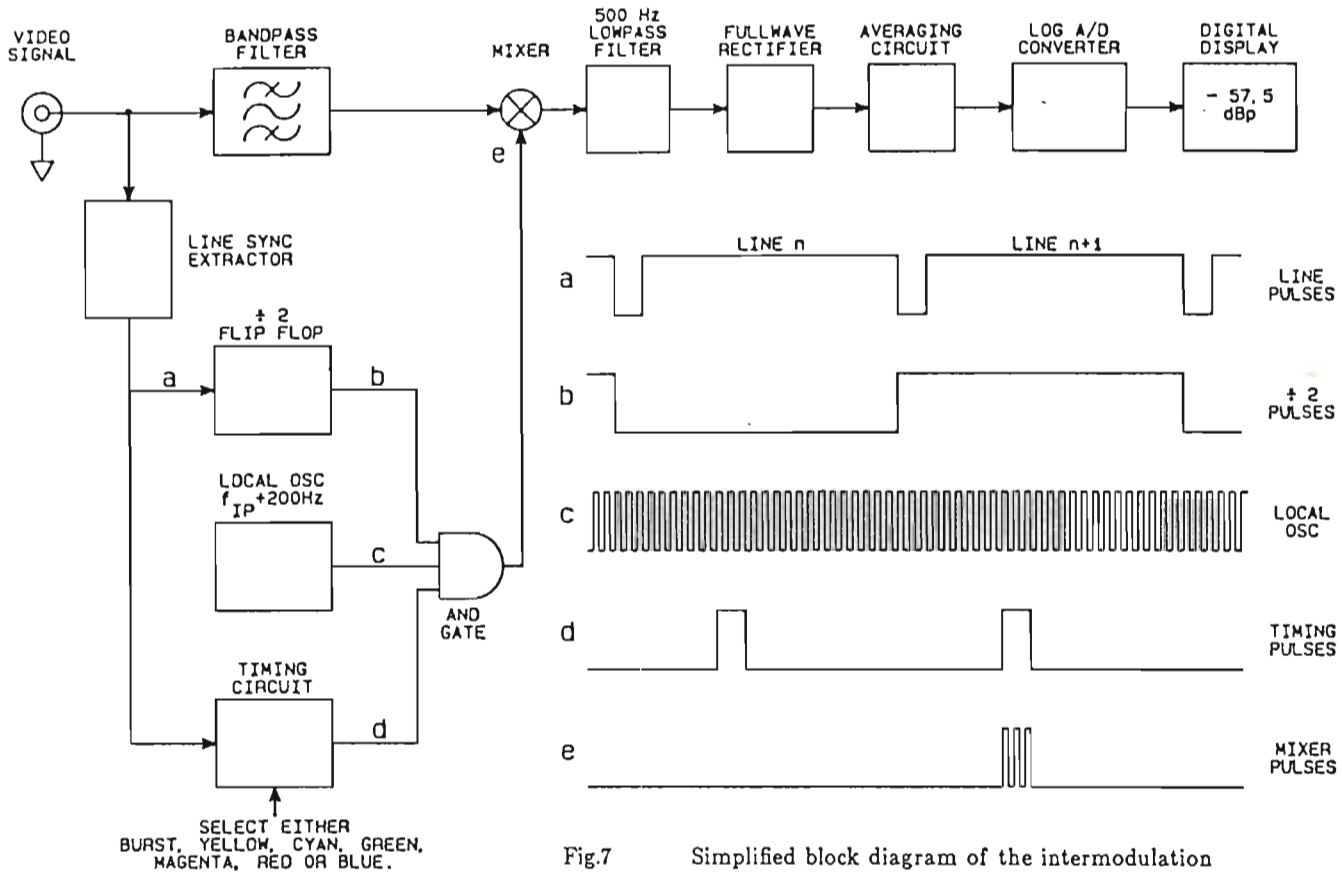 VIDEO
SIGNAL
BANDPASS
FILTER
MIXER
500 Hz
LOWPASS
FILTER
FULLWAVE
RECTIFIER
AVERAGING
CIRCUIT
LOG A/D
CONVERTER
DIGITAL
DISPLAY
- 57,5
dBp
e
LINE SYNC
EXTRACTOR
a
÷ 2
FLIP FLOP
b
LOCAL OSC
fIP+200Hz
c
AND
GATE
TIMING
CIRCUIT
d
SELECT EITHER
BURST, YELLOW, CYAN, GREEN,
MAGENTA, RED OR BLUE.
a
LINE n
LINE n+1
LINE
PULSES
b
÷ 2
PULSES
c
LOCAL
OSC
d
TIMING
PULSES
e
MIXER
PULSES
Fig.7 Simplified block diagram of the intermodulation